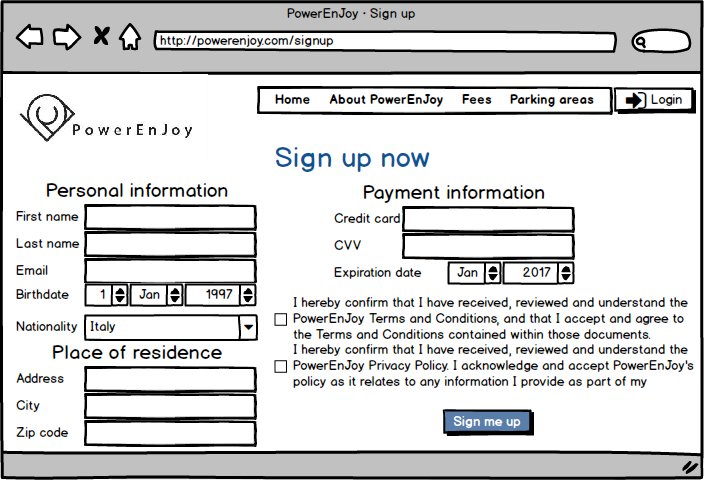 PowerEnJoy · Sign up
http://powerenjoy.com/signup
PowerEnJoy
Home About PowerEnJoy Fees Parking areas
Login
Sign up now
Personal information
First name
Last name
Email
Birthdate 1 Jan 1997
Nationality Italy
Place of residence
Address
City
Zip code
Payment information
Credit card
CVV
Expiration date Jan 2017
I hereby confirm that I have received, reviewed and understand the
PowerEnJoy Terms and Conditions, and that I accept and agree to
the Terms and Conditions contained within those documents.
I hereby confirm that I have received, reviewed and understand the
PowerEnJoy Privacy Policy. I acknowledge and accept PowerEnJoy's
policy as it relates to any information I provide as part of my
Sign me up